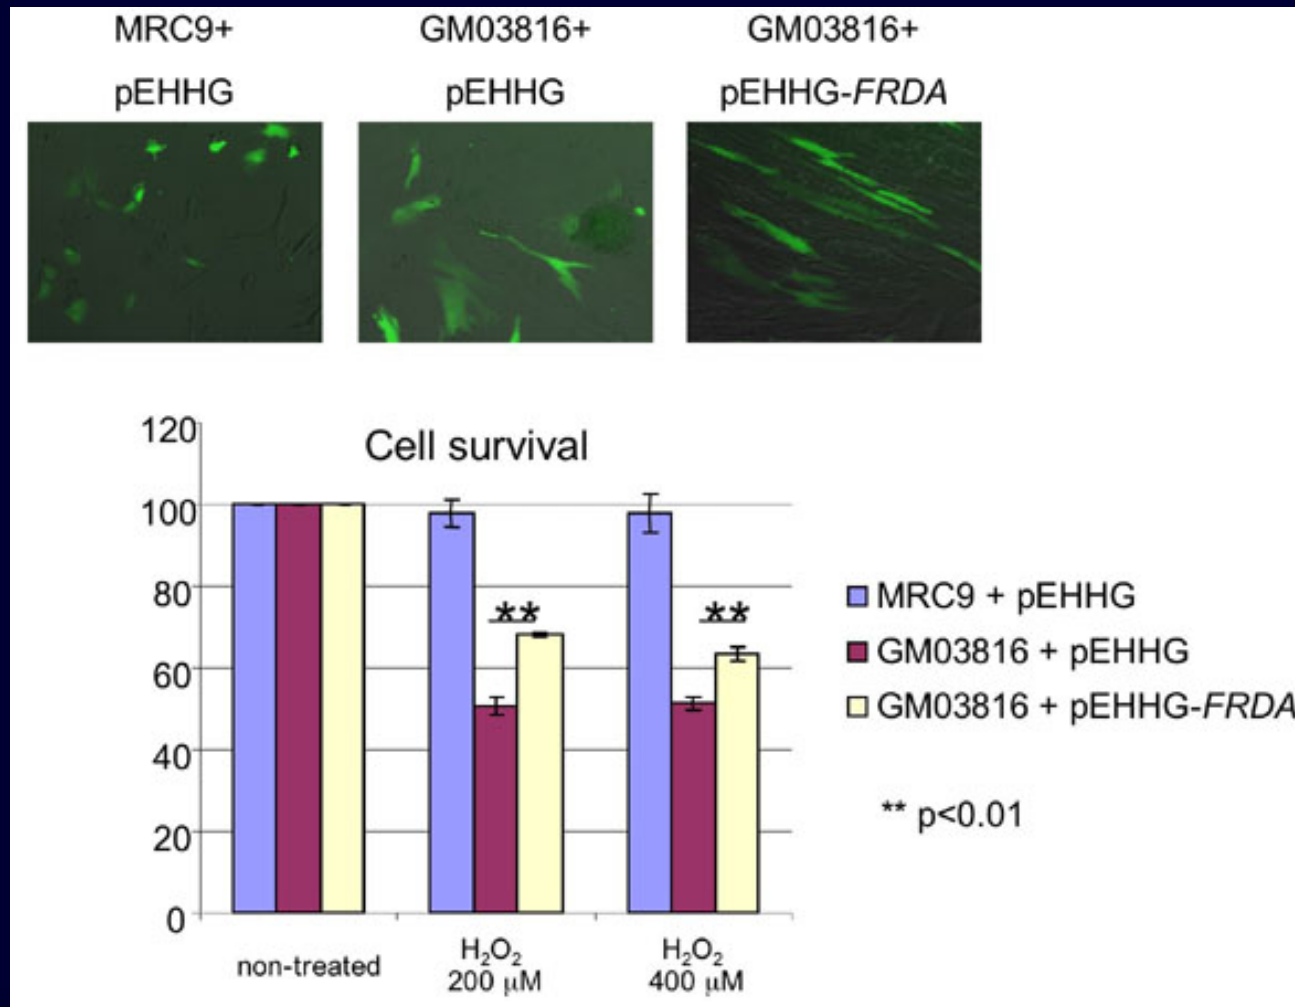 MRC9+
pEHHG
GM03816+
pEHHG
GM03816+
pEHHG-FRDA
Cell survival
120
100
80
60
40
20
0
**
**
non-treated
H₂O₂
200 μM
H₂O₂
400 μM
MRC9 + pEHHG
GM03816 + pEHHG
GM03816 + pEHHG-FRDA
** p<0.01